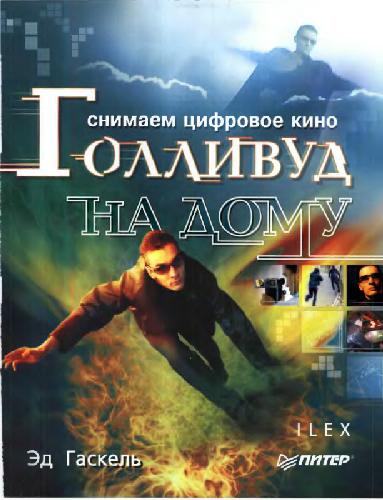 снимаем цифровое кино
Голливуд
на дому
ILEX
Эд Гаскель
ПИТЕР